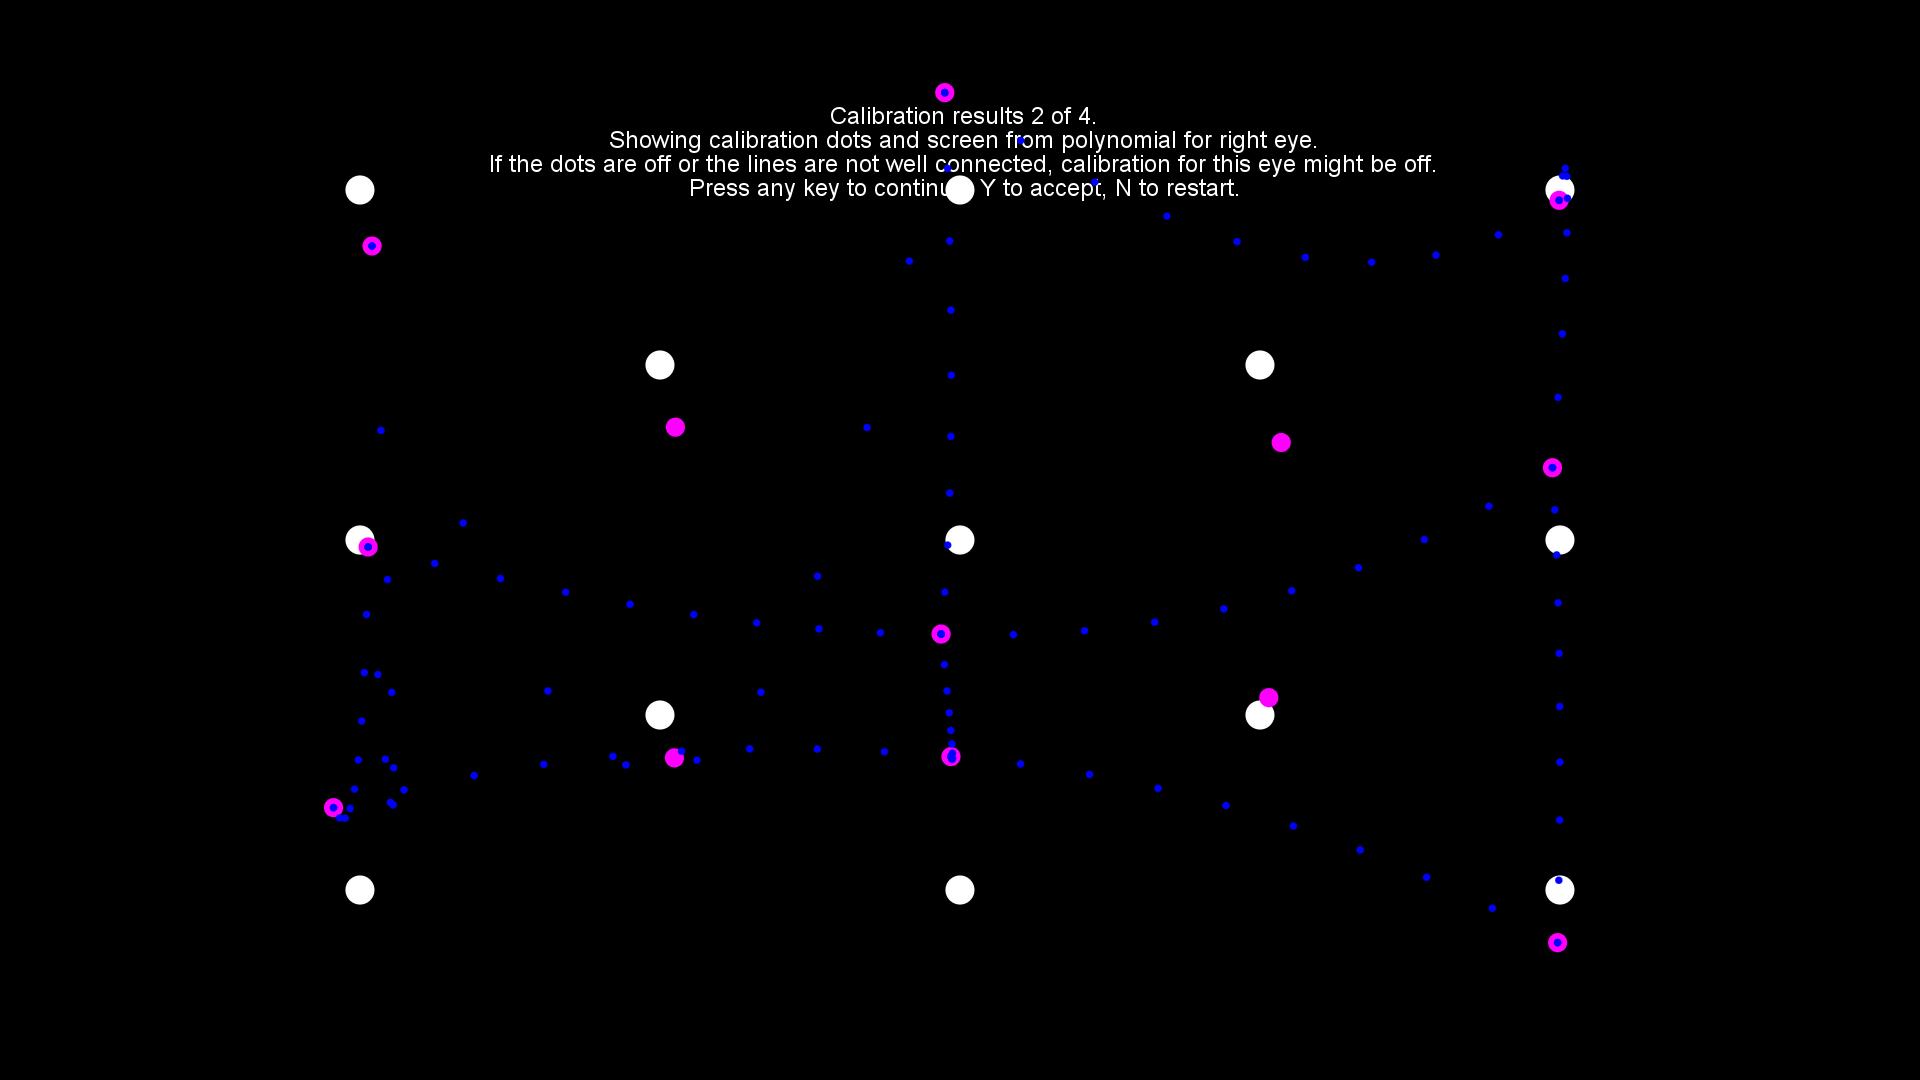 Calibration results 2 of 4.
Showing calibration dots and screen from polynomial for right eye.
If the dots are off or the lines are not well connected, calibration for this eye might be off.
Press any key to continu Y to accept, N to restart.